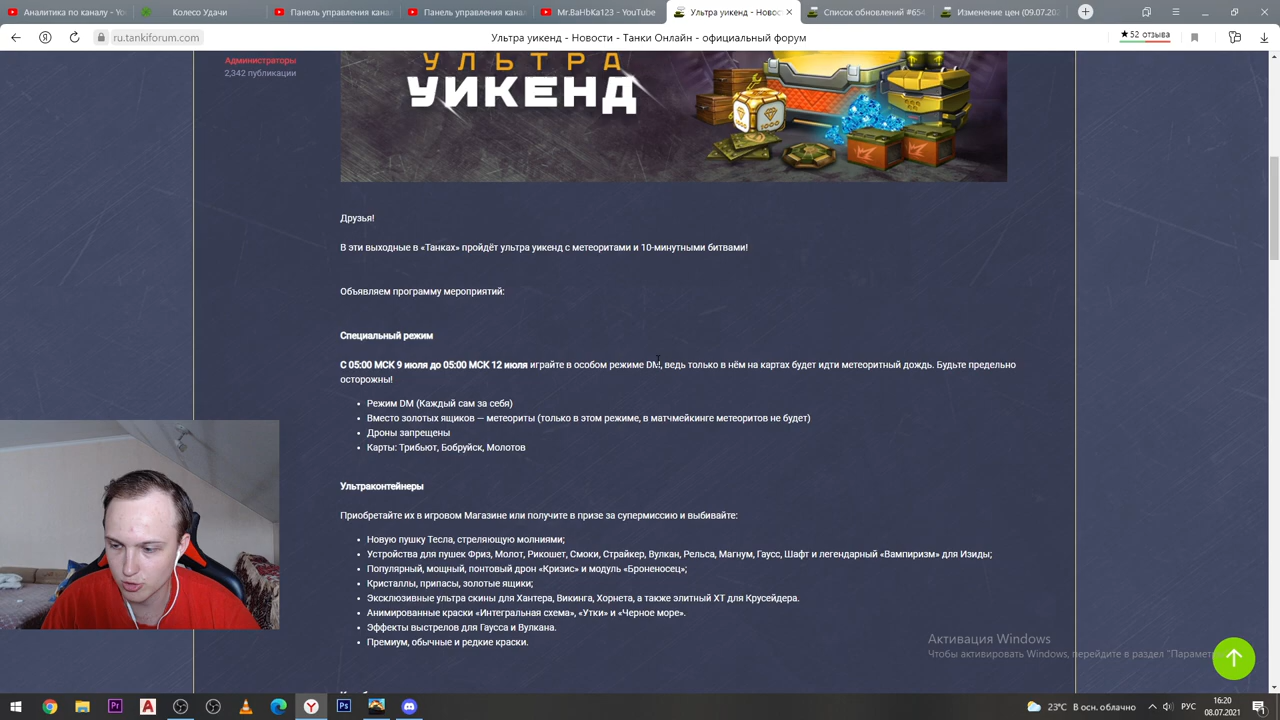 Аналитика по каналу - Yo
Колесо Удачи
Панель управления канал
Панель управления канал
Mr.BaHbKa123 - YouTube
Ультра уикенд - Новос
Список обновлений #654
Изменение цен (09.07.202
ru.tankiforum.com
Ультра уикенд - Новости - Танки Онлайн - официальный форум
★52 отзыва
Администраторы
2,342 публикации
УЛЬТРА
УИКЕНД
Друзья!
В эти выходные в «Танках» пройдёт ультра уикенд с метеоритами и 10-минутными битвами!
Объявляем программу мероприятий:
Специальный режим
С 05:00 МСК 9 июля до 05:00 МСК 12 июля играйте в особом режиме DM, ведь только в нём на картах будет идти метеоритный дождь. Будьте предельно
осторожны!
• Режим DM (Каждый сам за себя)
• Вместо золотых ящиков — метеориты (только в этом режиме, в матчмейкинге метеоритов не будет)
• Дроны запрещены
• Карты: Трибьют, Бобруйск, Молотов
Ультраконтейнеры
Приобретайте их в игровом Магазине или получите в призе за супермиссию и выбивайте:
• Новую пушку Тесла, стреляющую молниями;
• Устройства для пушек Фриз, Молот, Рикошет, Смоки, Страйкер, Вулкан, Рельса, Магнум, Гаусс, Шафт и легендарный «Вампиризм» для Изиды;
• Популярный, мощный, понтовый дрон «Кризис» и модуль «Броненосец»;
• Кристаллы, припасы, золотые ящики;
• Эксклюзивные ультра скины для Хантера, Викинга, Хорнета, а также элитный XT для Крусейдера.
• Анимированные краски «Интегральная схема», «Утки» и «Черное море».
• Эффекты выстрелов для Гаусса и Вулкана.
• Премиум, обычные и редкие краски.
Активация Windows
Чтобы активировать Windows, перейдите в раздел "Парамет
23°C В осн. облачно
РУС
16:20
08.07.2021